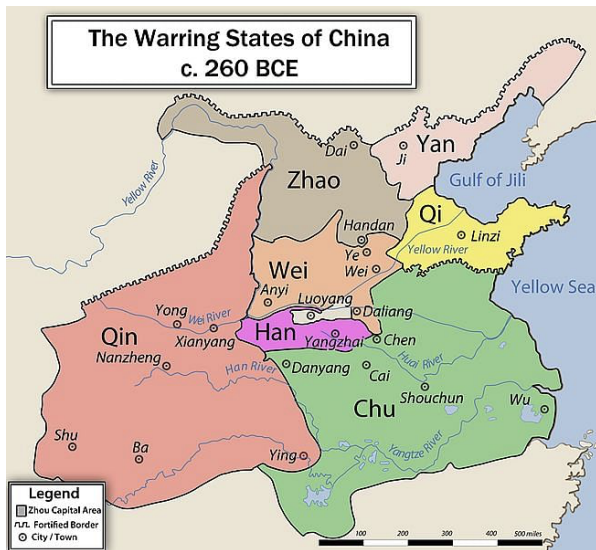 The Warring States of China
c. 260 BCE
Dai
Ji
Yan
Zhao
Gulf of Jili
Yellow River
Qi
Linzi
Handan
Ye
Yellow River
Wei
Wei
Yellow Sea
Anyi
Luoyang
Daliang
Yong
Wei River
Han
Qin
Xianyang
Yangzhai
Chen
Nanzheng
Huai River
Han River
Danyang
Cai
Shouchun
Chu
Wu
Shu
Ba
Ying
Yangtze River
Legend
Zhou Capital Area
Fortified Border
City / Town
100 200 300 400 500 miles